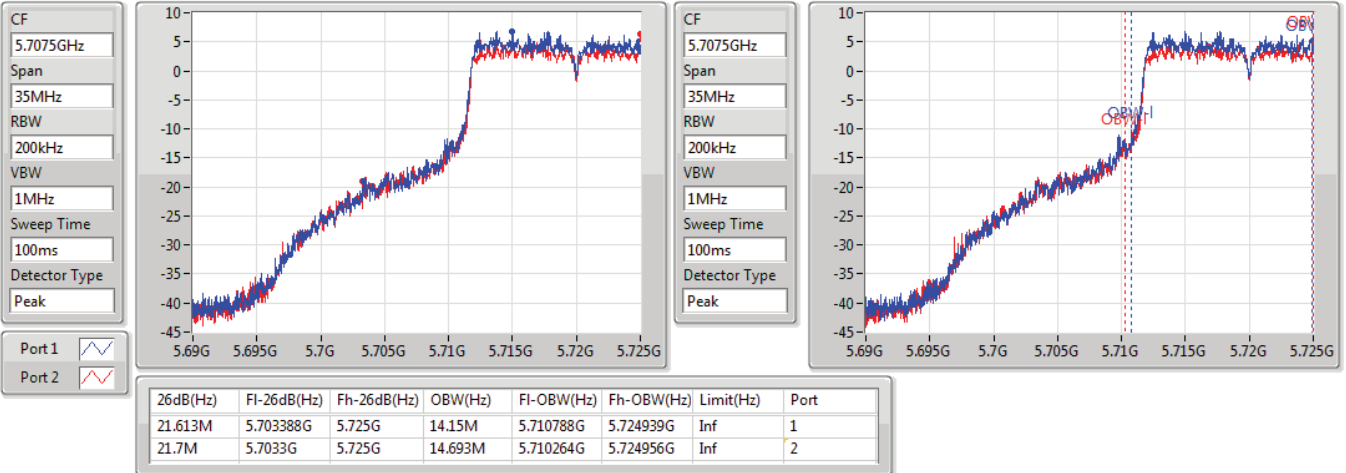 CF
5.7075GHz
Span
35MHz
RBW
200kHz
VBW
1MHz
Sweep Time
100ms
Detector Type
Peak
Port 1
Port 2
10
5
0
-5
-10
-15
-20
-25
-30
-35
-40
-45
5.69G 5.695G 5.7G 5.705G 5.71G 5.715G 5.72G 5.725G
CF
5.7075GHz
Span
35MHz
RBW
200kHz
VBW
1MHz
Sweep Time
100ms
Detector Type
Peak
10
5
0
-5
-10
-15
-20
-25
-30
-35
-40
-45
OBW-l
5.69G 5.695G 5.7G 5.705G 5.71G 5.715G 5.72G 5.725G
26dB(Hz) Fl-26dB(Hz) Fh-26dB(Hz) OBW(Hz) Fl-OBW(Hz) Fh-OBW(Hz) Limit(Hz) Port
21.613M 5.703388G 5.725G 14.15M 5.710788G 5.724939G Inf 1
21.7M 5.7033G 5.725G 14.693M 5.710264G 5.724956G Inf 2